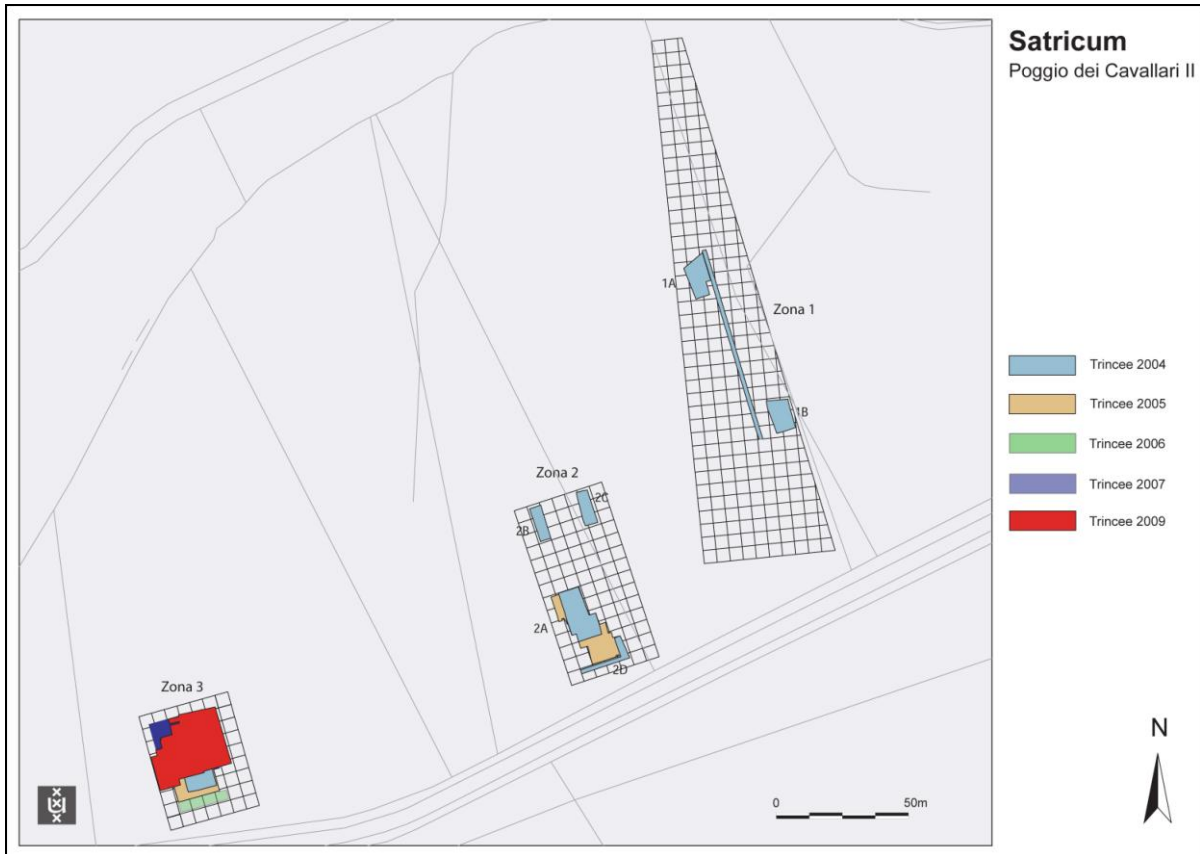 Satricum
Poggio dei Cavallari II
1A
Zona 1
1B
Trincee 2004
Trincee 2005
Trincee 2006
Trincee 2007
Trincee 2009
Zona 2
2C
2B
2A
2D
Zona 3
N
0 50m